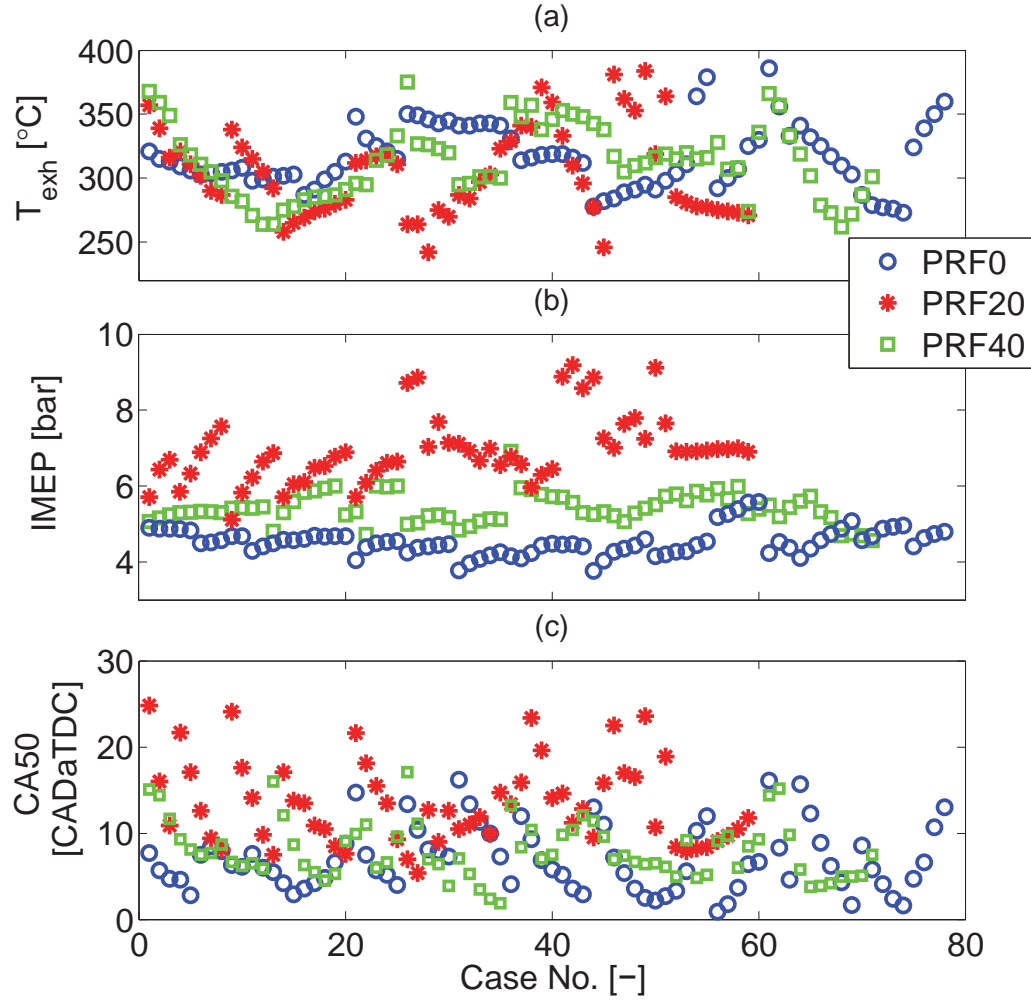 (a)
400
350
300
250
T_exh [°C]
PRF0
PRF20
PRF40
(b)
10
8
6
4
IMEP [bar]
(c)
30
20
10
0
CA50
[CADaTDC]
0 20 40 60 80
Case No. [−]